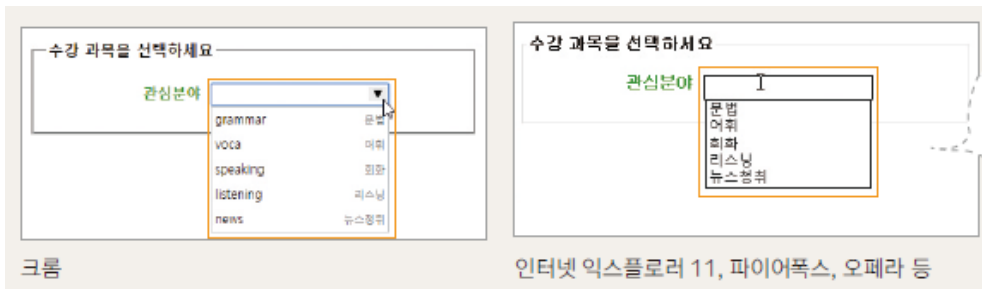 수강 과목을 선택하세요
관심분야
grammar 문법
voca 어휘
speaking 회화
listening 리스닝
news 뉴스청취
크롬
수강 과목을 선택하세요
관심분야
문법
어휘
회화
리스닝
뉴스청취
인터넷 익스플로러 11, 파이어폭스, 오페라 등